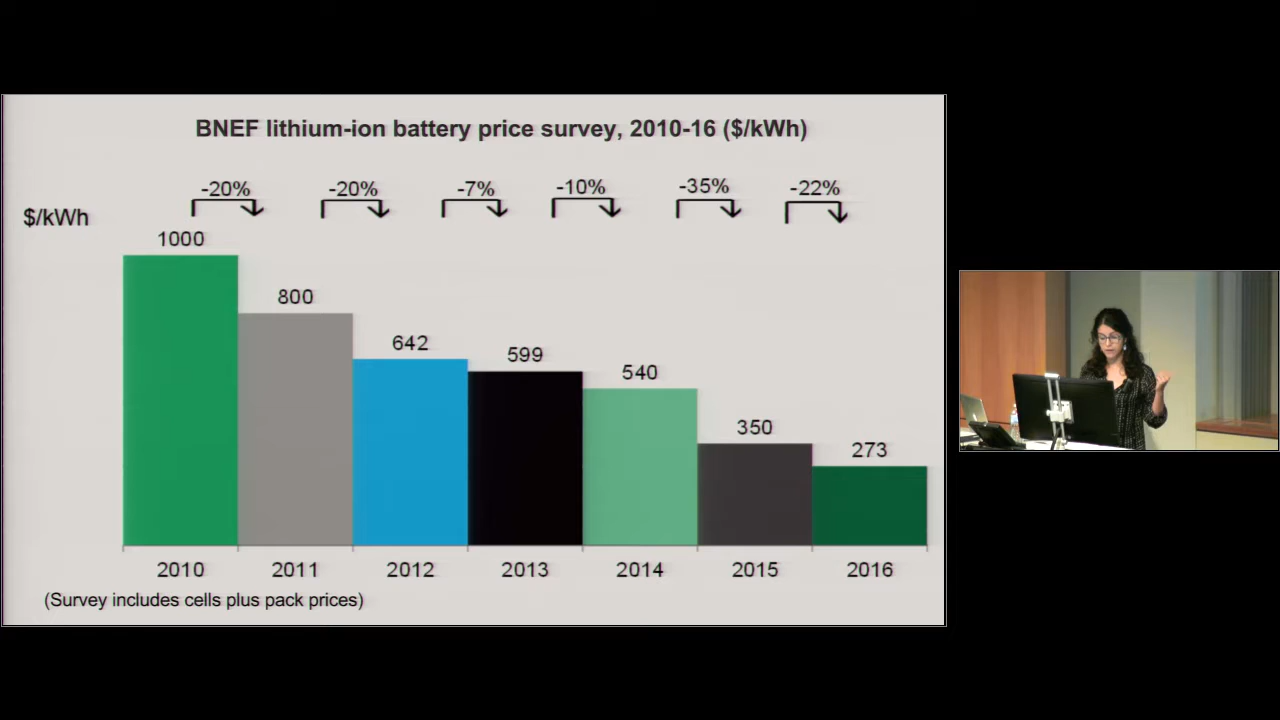 BNEF lithium-ion battery price survey, 2010-16 ($/kWh)
-20% -20% -7% -10% -35% -22%
$/kWh
1000
800
642
599
540
350
273
2010 2011 2012 2013 2014 2015 2016
(Survey includes cells plus pack prices)